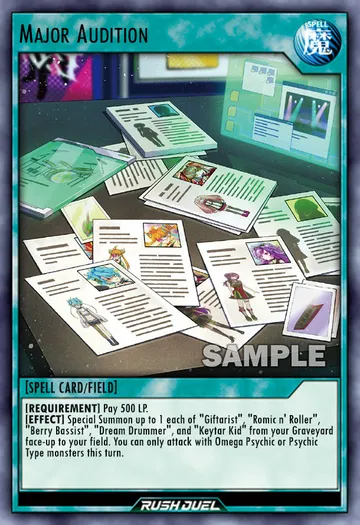 MAJOR AUDITION
SPELL
魔
SAMPLE
[SPELL CARD/FIELD]
[REQUIREMENT] Pay 500 LP.
[EFFECT] Special Summon up to 1 each of "Giftarist", "Romic n' Roller",
"Berry Bassist", "Dream Drummer", and "Keytar Kid" from your Graveyard
face-up to your field. You can only attack with Omega Psychic or Psychic
Type monsters this turn.
RUSH DUEL